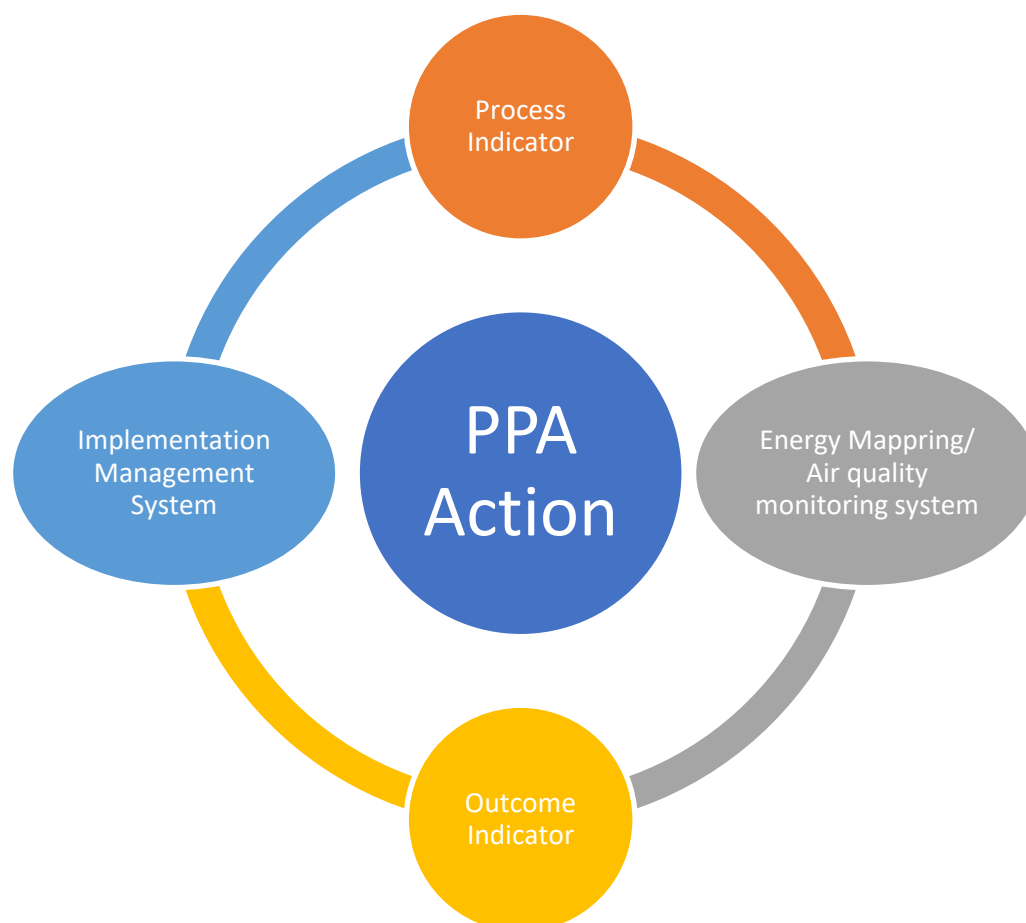 Process
Indicator
Implementation
Management
System
PPA
Action
Energy Mappring/
Air quality
monitoring system
Outcome
Indicator